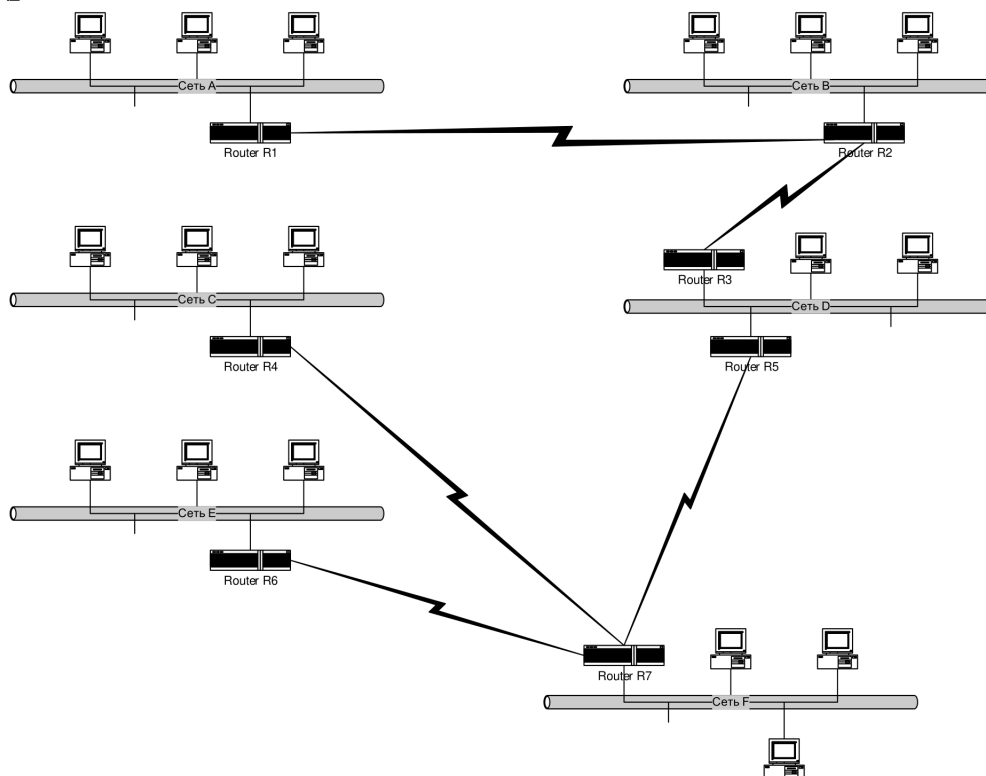 Сеть A
Сеть B
Router R1
Router R2
Router R3
Сеть C
Сеть D
Router R4
Router R5
Сеть E
Router R6
Router R7
Сеть F